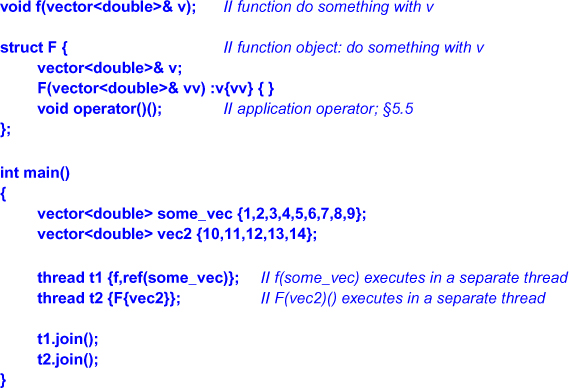 void f(vector<double>& v); // function do something with v
struct F { // function object: do something with v
vector<double>& v;
F(vector<double>& vv) :v{vv} { }
void operator()(); // application operator; §5.5
};
int main()
{
vector<double> some_vec {1,2,3,4,5,6,7,8,9};
vector<double> vec2 {10,11,12,13,14};
thread t1 {f,ref(some_vec)}; // f(some_vec) executes in a separate thread
thread t2 {F{vec2}}; // F(vec2)() executes in a separate thread
t1.join();
t2.join();
}